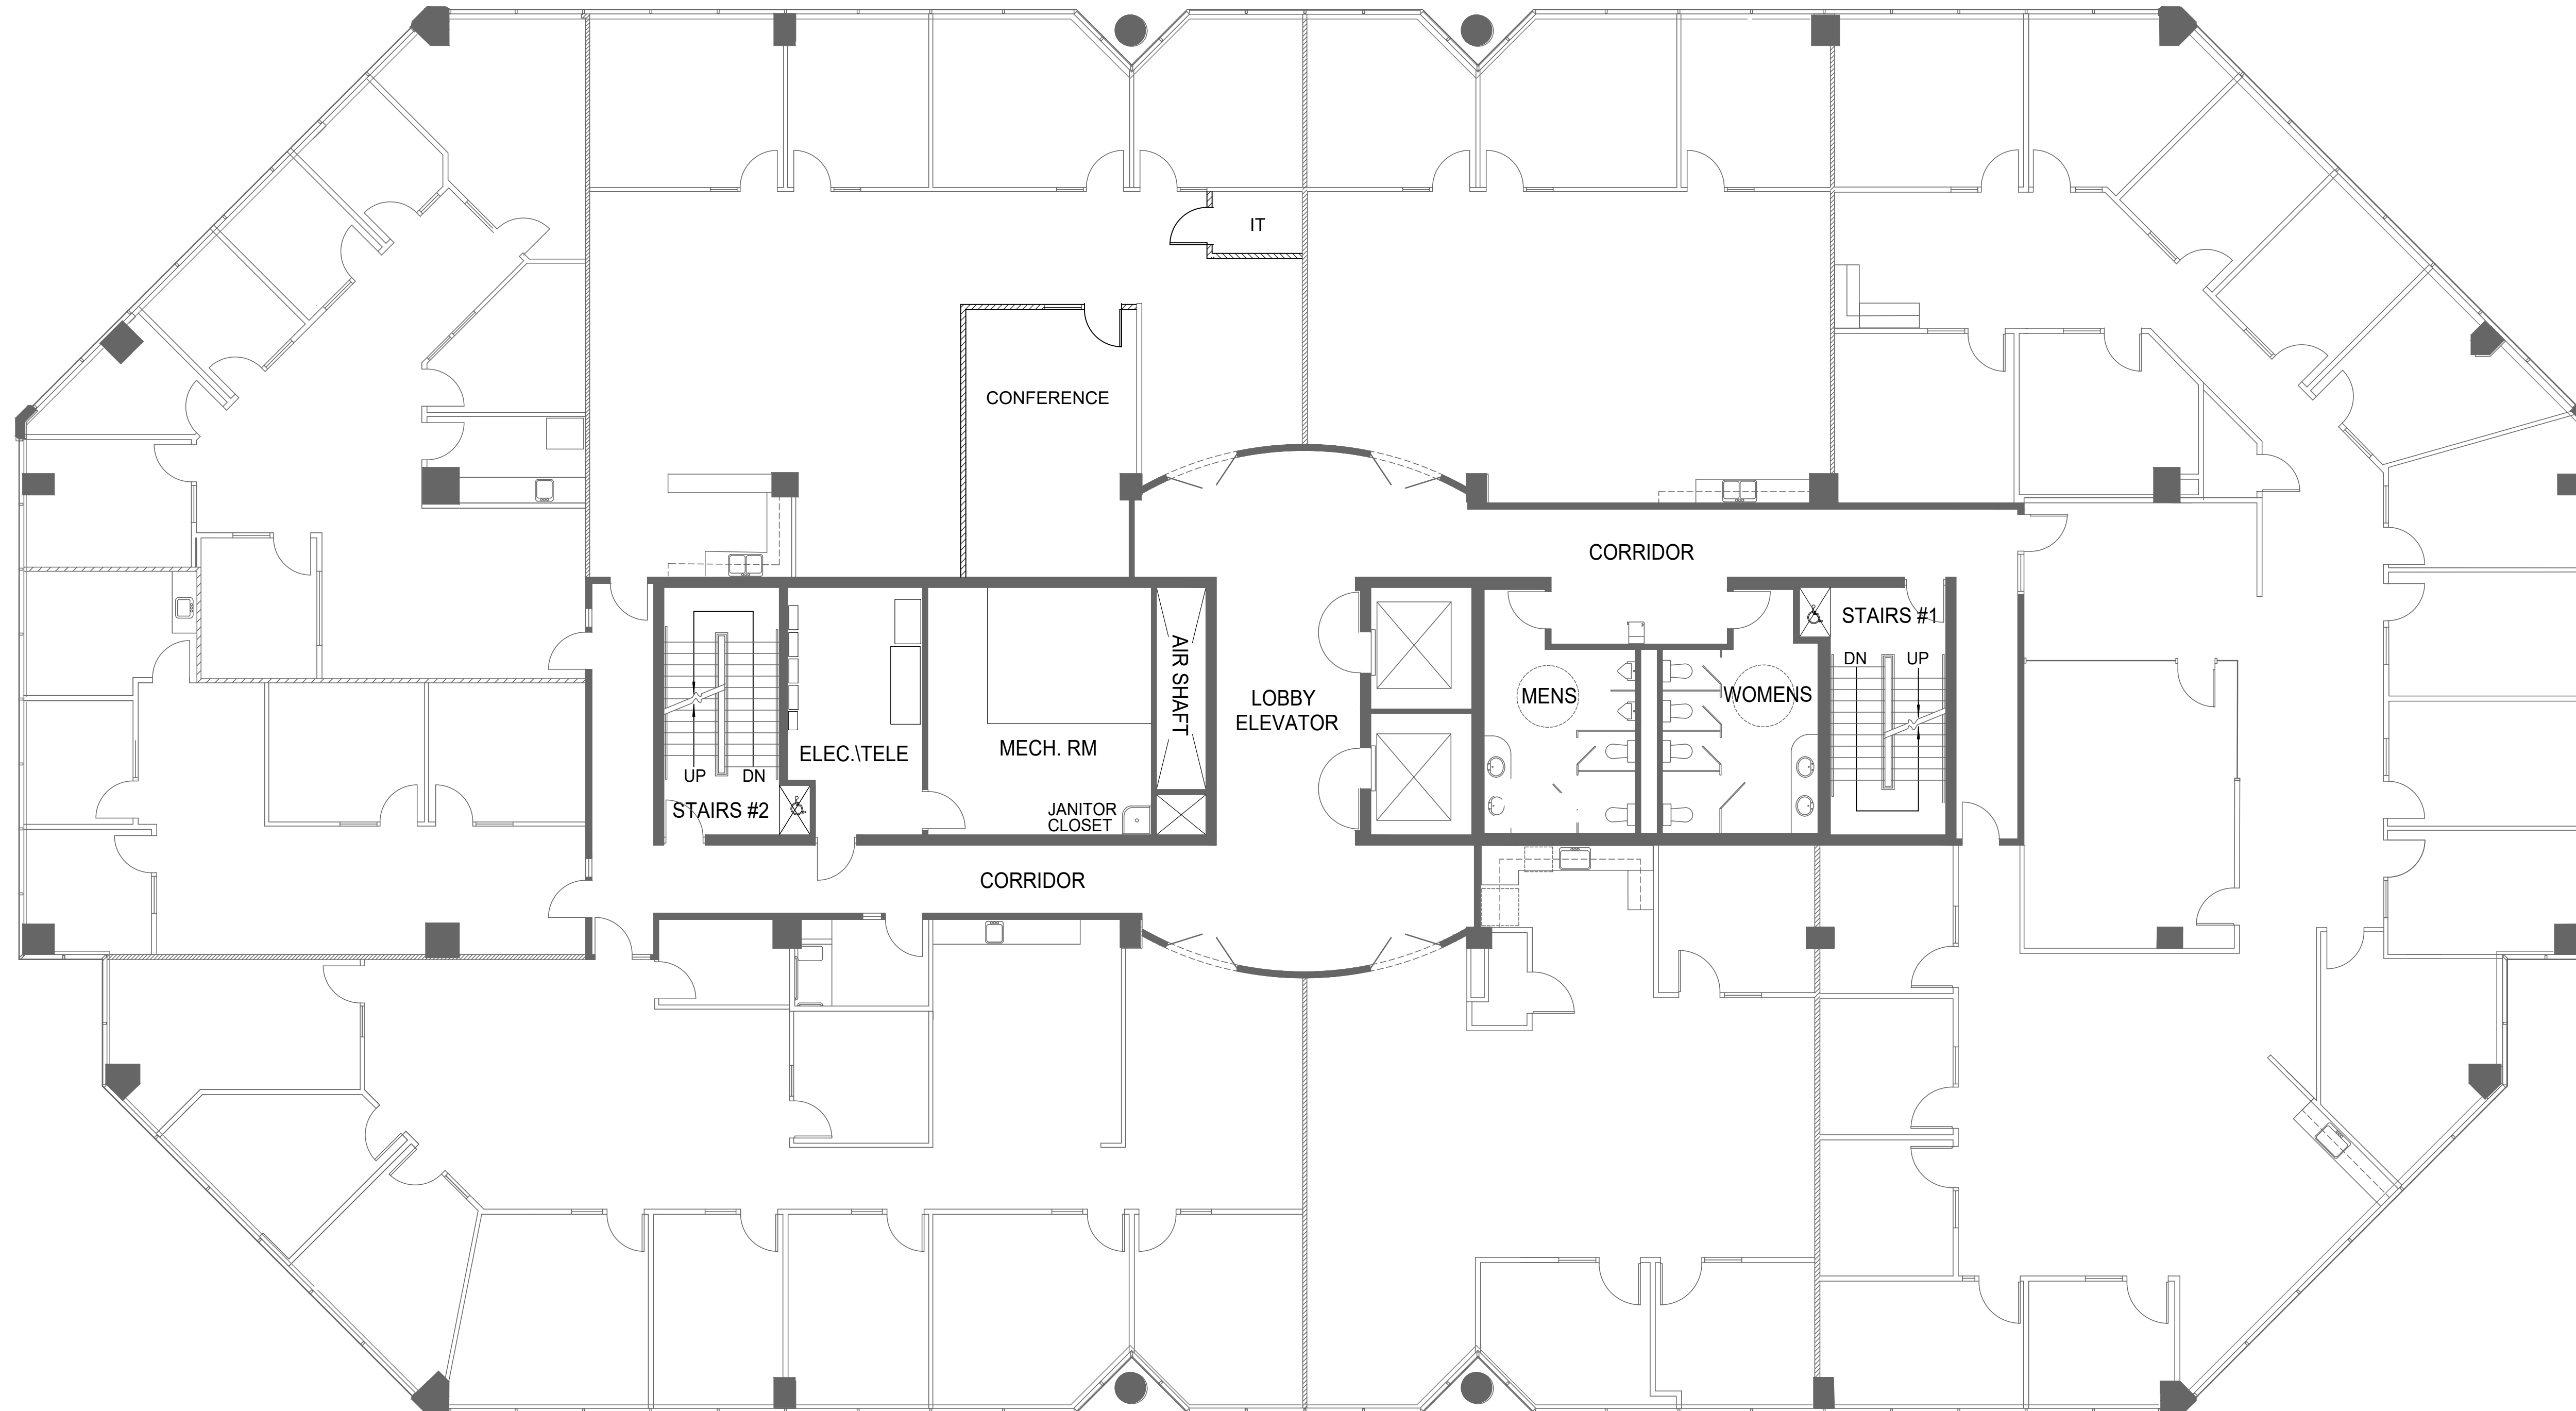 IT
CONFERENCE
CORRIDOR
STAIRS #1
DN
UP
AIR SHAFT
MENS
WOMENS
LOBBY
ELEVATOR
ELEC.\TELE
MECH. RM
UP
DN
STAIRS #2
JANITOR
CLOSET
CORRIDOR